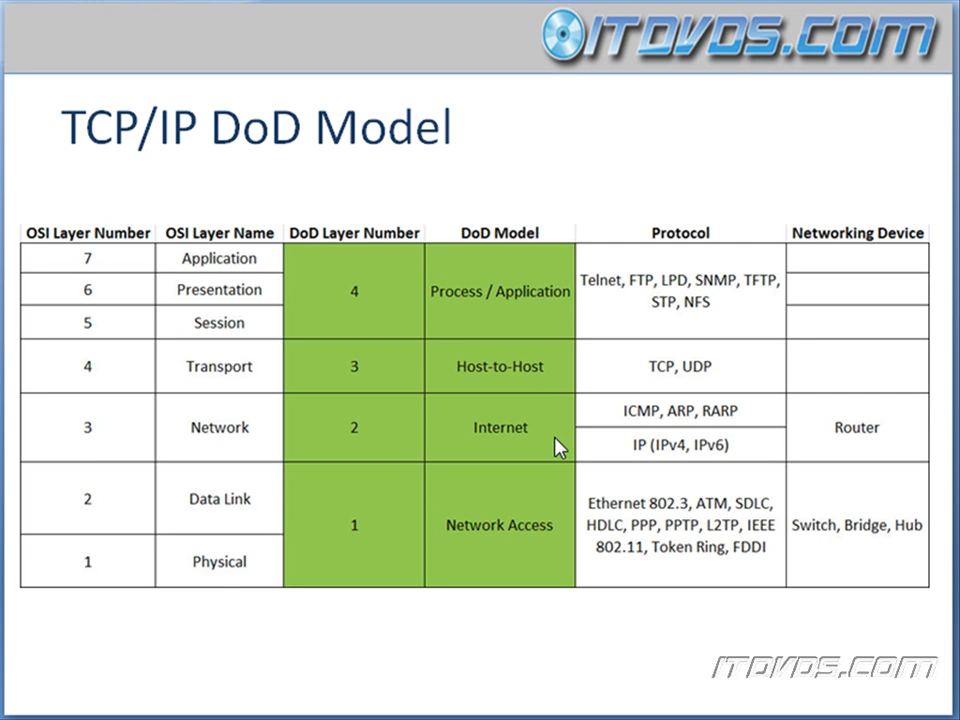 ITDVDS.COM
TCP/IP DoD Model
OSI Layer Number OSI Layer Name DoD Layer Number DoD Model Protocol Networking Device
7 Application
6 Presentation
5 Session
4 Process / Application
Telnet, FTP, LPD, SNMP, TFTP,
STP, NFS
4 Transport 3 Host-to-Host TCP, UDP
3 Network 2 Internet
ICMP, ARP, RARP
IP (IPv4, IPv6)
Router
2 Data Link
1 Physical
1 Network Access
Ethernet 802.3, ATM, SDLC,
HDLC, PPP, PPTP, L2TP, IEEE
802.11, Token Ring, FDDI
Switch, Bridge, Hub
ITDVDS.COM